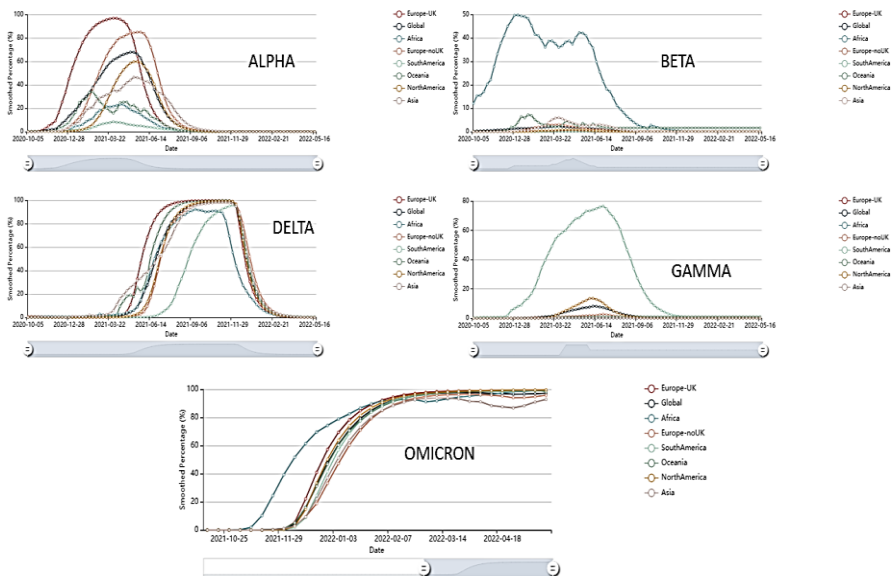 ALPHA
Smoothed Percentage (%)
100
80
60
40
20
0
2020-10-05 2020-12-28 2021-03-22 2021-06-14 2021-09-06 2021-11-29 2022-02-21 2022-05-16
Date
Europe-UK
Global
Africa
Europe-noUK
SouthAmerica
Oceania
NorthAmerica
Asia
BETA
Smoothed Percentage (%)
50
40
30
20
10
0
2020-10-05 2020-12-28 2021-03-22 2021-06-14 2021-09-06 2021-11-29 2022-02-21 2022-05-16
Date
Europe-UK
Global
Africa
Europe-noUK
SouthAmerica
Oceania
NorthAmerica
Asia
DELTA
Smoothed Percentage (%)
100
80
60
40
20
0
2020-10-05 2020-12-28 2021-03-22 2021-06-14 2021-09-06 2021-11-29 2022-02-21 2022-05-16
Date
Europe-UK
Global
Africa
Europe-noUK
SouthAmerica
Oceania
NorthAmerica
Asia
GAMMA
Smoothed Percentage (%)
80
60
40
20
0
2020-10-05 2020-12-28 2021-03-22 2021-06-14 2021-09-06 2021-11-29 2022-02-21 2022-05-16
Date
Europe-UK
Global
Africa
Europe-noUK
SouthAmerica
Oceania
NorthAmerica
Asia
OMICRON
Smoothed Percentage (%)
100
80
60
40
20
0
2021-10-25 2021-11-29 2022-01-03 2022-02-07 2022-03-14 2022-04-18
Date
Europe-UK
Global
Africa
Europe-noUK
SouthAmerica
Oceania
NorthAmerica
Asia